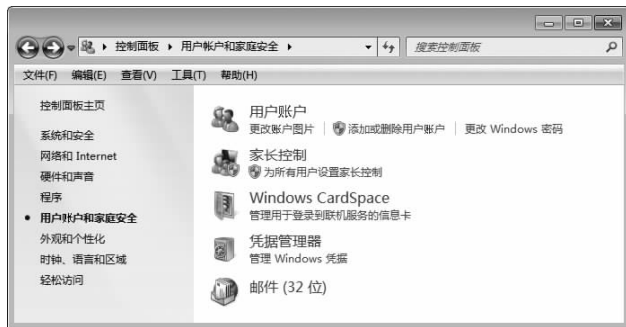 控制面板 ▸ 用户帐户和家庭安全 ▸ 搜索控制面板
文件(F) 编辑(E) 查看(V) 工具(T) 帮助(H)
控制面板主页
系统和安全
网络和 Internet
硬件和声音
程序
用户帐户和家庭安全
外观和个性化
时钟、语言和区域
轻松访问
用户账户
更改账户图片 添加或删除用户账户 更改 Windows 密码
家长控制
为所有用户设置家长控制
Windows CardSpace
管理用于登录到联机服务的信息卡
凭据管理器
管理 Windows 凭据
邮件 (32 位)